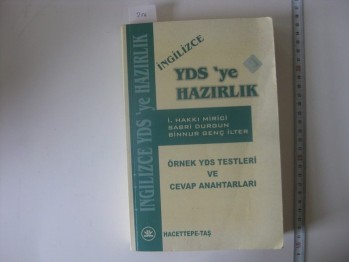 İNGİLİZCE YDS 'ye HAZIRLIK
İNGİLİZCE
YDS 'ye
HAZIRLIK
İ. HAKKI MİRİCİ
SABRİ DURGUN
BİNNUR GENÇ İLTER
ÖRNEK YDS TESTLERİ
VE
CEVAP ANAHTARLARI
HACETTEPE-TAŞ